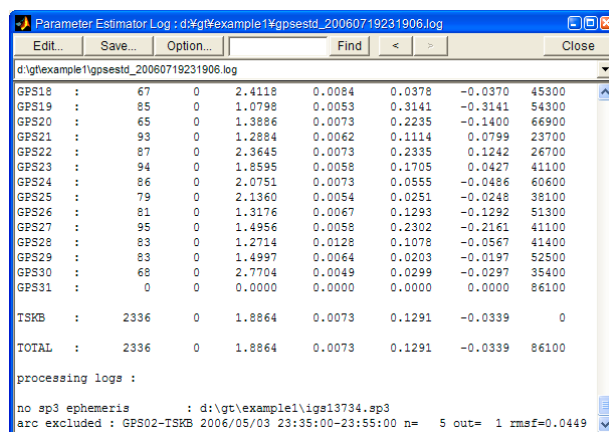 Parameter Estimator Log : d:¥gt¥example1¥gpsestd_20060719231906.log
Edit... Save... Option... Find < > Close
d:\gt\example1\gpsestd_20060719231906.log
GPS18 : 67 0 2.4118 0.0084 0.0378 -0.0370 45300
GPS19 : 85 0 1.0798 0.0053 0.3141 -0.3141 54300
GPS20 : 65 0 1.3886 0.0073 0.2235 -0.1400 66900
GPS21 : 93 0 1.2884 0.0062 0.1114 0.0799 23700
GPS22 : 87 0 2.3645 0.0073 0.2335 0.1242 26700
GPS23 : 94 0 1.8595 0.0058 0.1705 0.0427 41100
GPS24 : 86 0 2.0751 0.0073 0.0555 -0.0486 60600
GPS25 : 79 0 2.1360 0.0054 0.0251 -0.0248 38100
GPS26 : 81 0 1.3176 0.0067 0.1293 -0.1292 51300
GPS27 : 95 0 1.4956 0.0058 0.2302 -0.2161 41100
GPS28 : 83 0 1.2714 0.0128 0.1078 -0.0567 41400
GPS29 : 83 0 1.4997 0.0064 0.0203 -0.0197 52500
GPS30 : 68 0 2.7704 0.0049 0.0299 -0.0297 35400
GPS31 : 0 0 0.0000 0.0000 0.0000 0.0000 86100
TSKB : 2336 0 1.8864 0.0073 0.1291 -0.0339 0
TOTAL : 2336 0 1.8864 0.0073 0.1291 -0.0339 86100
processing logs :
no sp3 ephemeris : d:\gt\example1\igs13734.sp3
arc excluded : GPS02-TSKB 2006/05/03 23:35:00-23:55:00 n= 5 out= 1 rmsf=0.0449